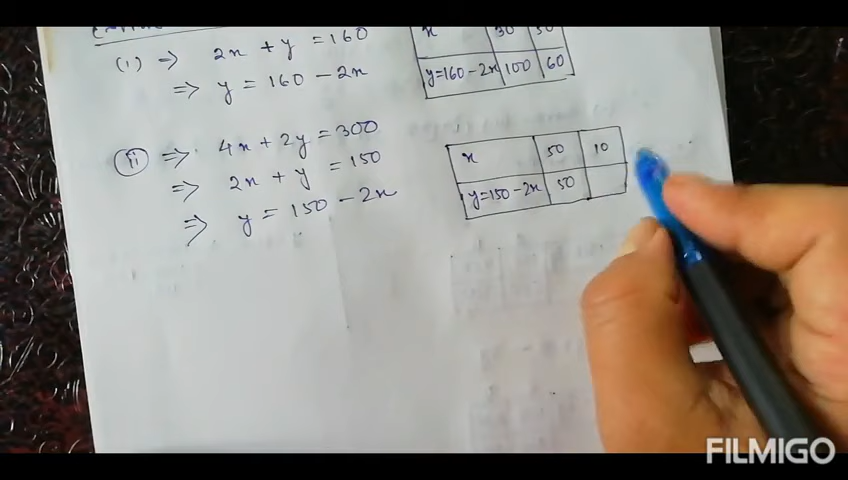 (i) => 2x + y = 160
=> y = 160 - 2x
x 30 50
y=160-2x 100 60
(ii) => 4x + 2y = 300
=> 2x + y = 150
=> y = 150 - 2x
x 50 10
y=150-2x 50
FILMIGO